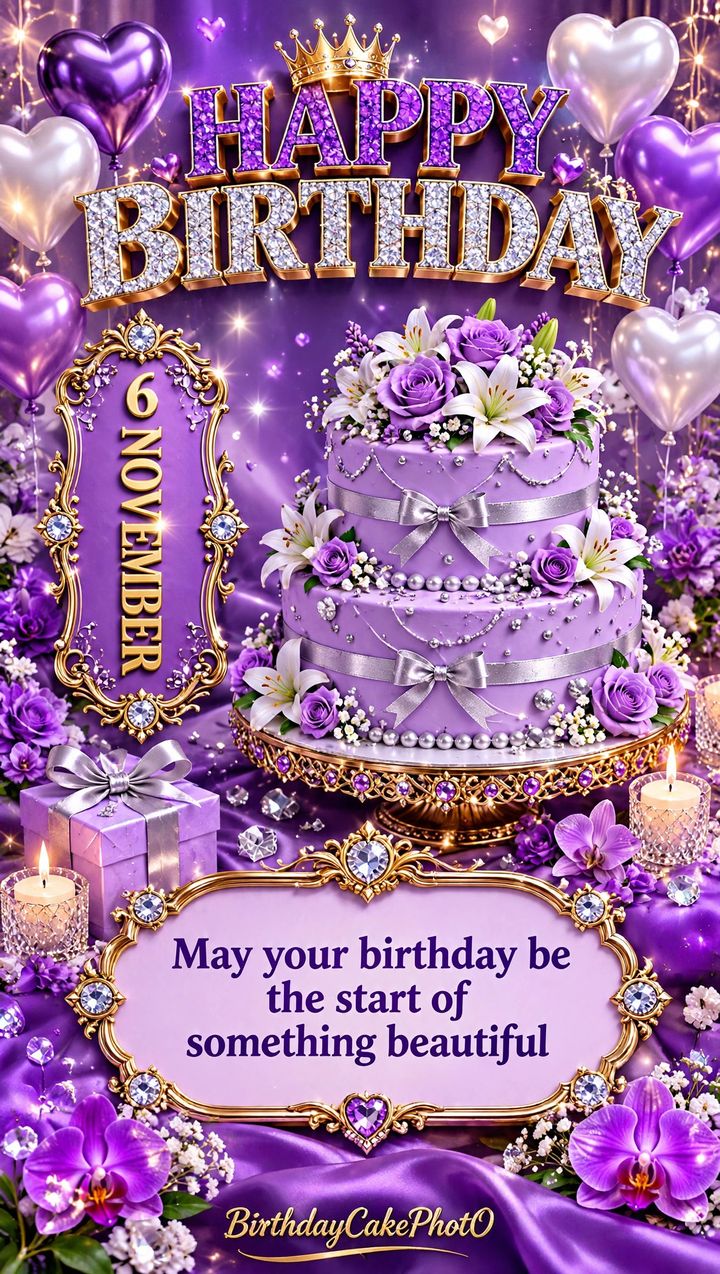 HAPPY
BIRTHDAY
6 NOVEMBER
May your birthday be
the start of
something beautiful
BirthdayCakePhotO